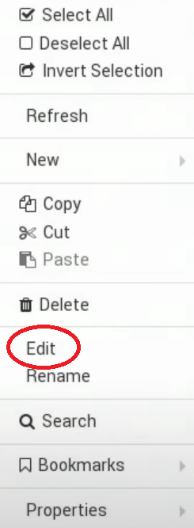 Select All
Deselect All
Invert Selection
Refresh
New
Copy
Cut
Paste
Delete
Edit
Rename
Search
Bookmarks
Properties